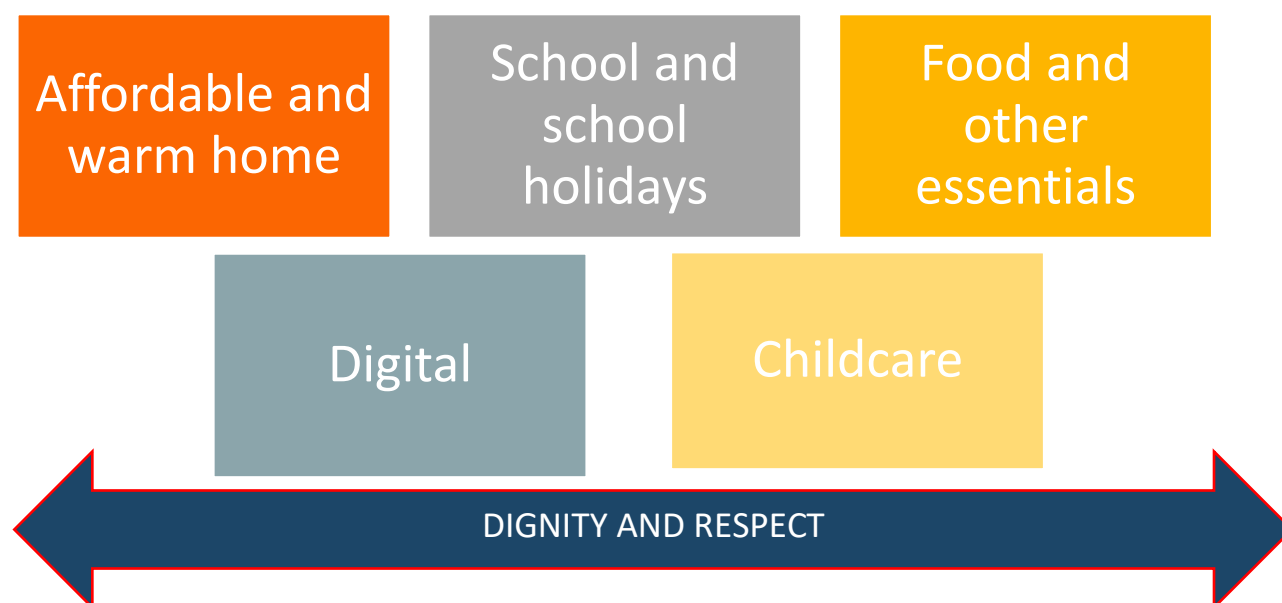 Affordable and
warm home
School and
school
holidays
Food and
other
essentials
Digital
Childcare
DIGNITY AND RESPECT